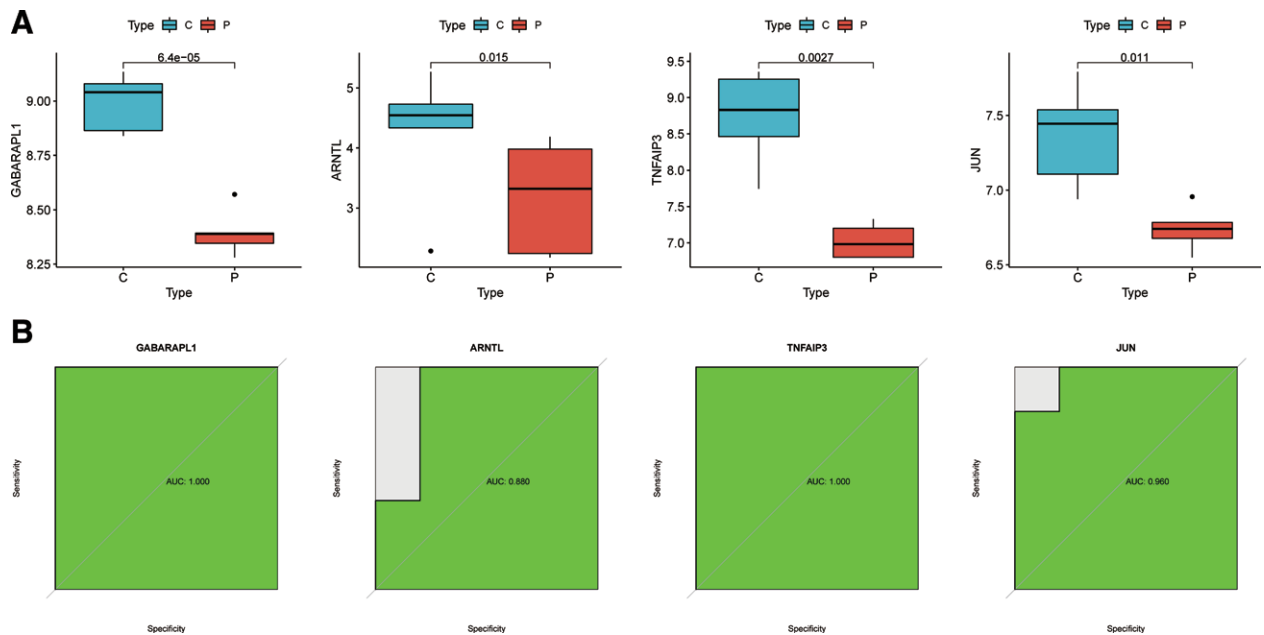 A
Type C P
6.4e-05
GABARAPL1
9.00
8.75
8.50
8.25
C P
Type
Type C P
0.015
ARNTL
5
4
3
C P
Type
Type C P
0.0027
TNFAIP3
9.5
9.0
8.5
8.0
7.5
7.0
C P
Type
Type C P
0.011
JUN
7.5
7.0
6.5
C P
Type
B
GABARAPL1
Sensitivity
AUC: 1.000
Specificity
ARNTL
Sensitivity
AUC: 0.880
Specificity
TNFAIP3
Sensitivity
AUC: 1.000
Specificity
JUN
Sensitivity
AUC: 0.960
Specificity